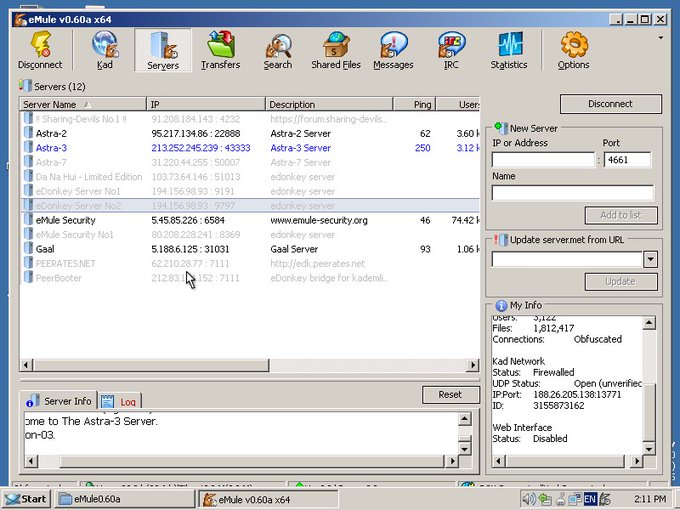 eMule v0.60a x64
Disconnect Kad Servers Transfers Search Shared Files Messages IRC Statistics Options
Servers (12)
Server Name IP Description Ping Users
!! Sharing-Devils No.1 !! 91.208.184.143 : 4232 https://forum.sharing-devils...
Astra-2 95.217.134.86 : 22888 Astra-2 Server 62 3.60 k
Astra-3 213.252.245.239 : 43333 Astra-3 Server 250 3.12 k
Astra-7 31.220.44.255 : 50007 Astra-7 Server
Da Na Hui - Limited Edition 103.73.64.146 : 51013 edonkey server
eDonkey Server No1 194.156.98.93 : 9191 edonkey server
eDonkey Server No2 194.156.98.93 : 9797 edonkey server
eMule Security 5.45.85.226 : 6584 www.emule-security.org 46 74.42 k
eMule Security No1 80.208.228.241 : 8369 edonkey server
Gaal 5.188.6.125 : 31031 Gaal Server 93 1.06 k
PEERATES.NET 62.210.28.77 : 7111 http://edk.peerates.net
PeerBooter 212.83. 152 : 7111 eDonkey bridge for kademli...
Disconnect
New Server
IP or Address Port
: 4661
Name
Add to list
Update server.met from URL
Update
My Info
Users: 3,122
Files: 1,812,417
Connections: Obfuscated
Kad Network
Status: Firewalled
UDP Status: Open (unverified
IP:Port: 188.26.205.138:13771
ID: 3155873162
Web Interface
Status: Disabled
Server Info Log
Reset
ome to The Astra-3 Server.
on-03.
Start eMule0.60a eMule v0.60a x64 EN 2:11 PM